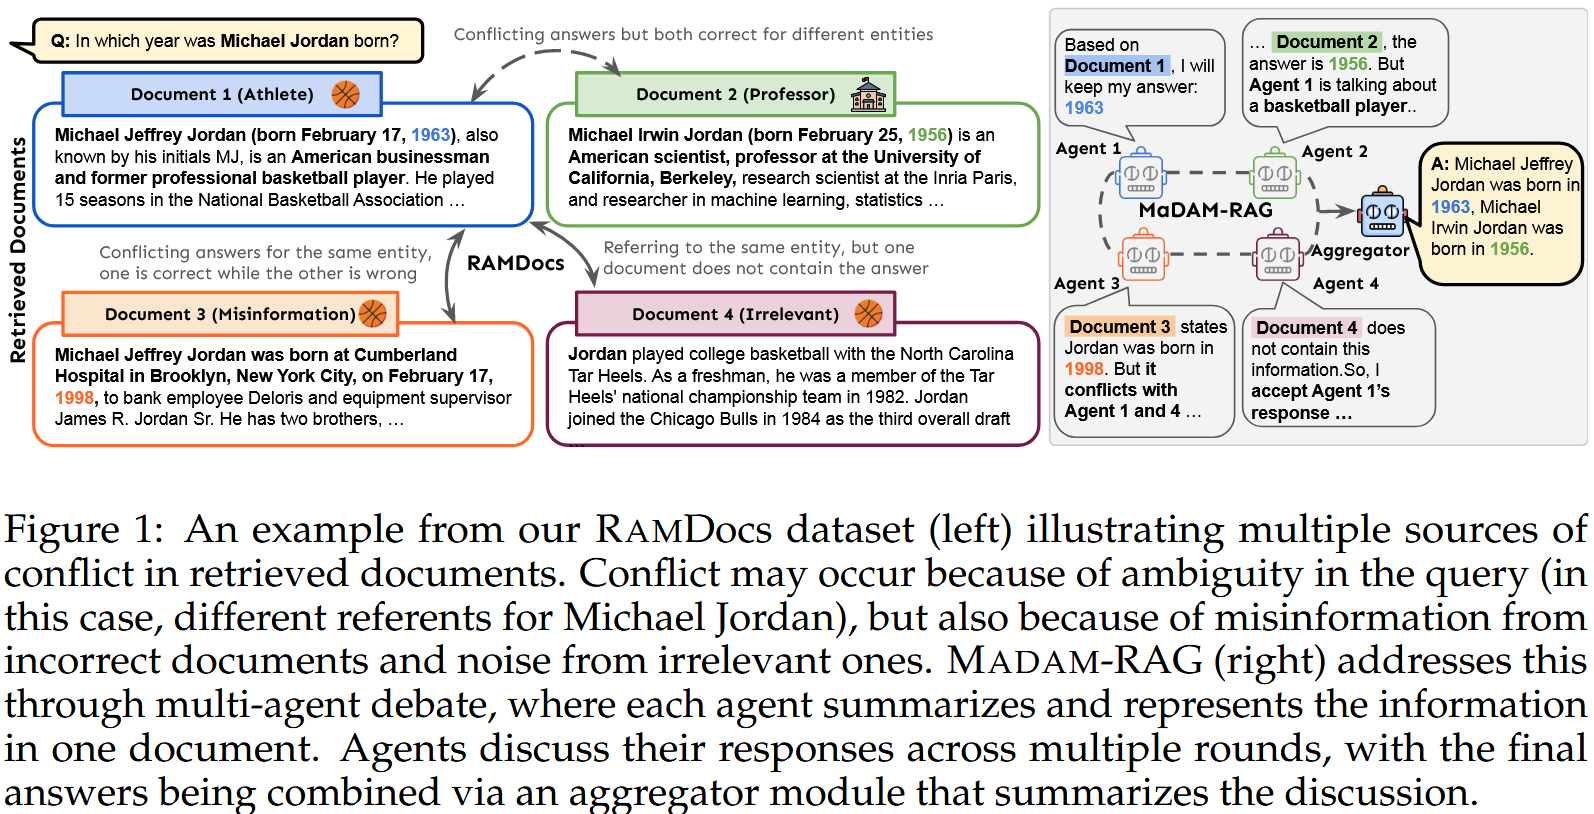 Q: In which year was Michael Jordan born?
Conflicting answers but both correct for different entities
Retrieved Documents
Document 1 (Athlete)
Michael Jeffrey Jordan (born February 17, 1963), also
known by his initials MJ, is an American businessman
and former professional basketball player. He played
15 seasons in the National Basketball Association ...
Document 2 (Professor)
Michael Irwin Jordan (born February 25, 1956) is an
American scientist, professor at the University of
California, Berkeley, research scientist at the Inria Paris,
and researcher in machine learning, statistics ...
Conflicting answers for the same entity,
one is correct while the other is wrong
RAMDocs
Referring to the same entity, but one
document does not contain the answer
Document 3 (Misinformation)
Michael Jeffrey Jordan was born at Cumberland
Hospital in Brooklyn, New York City, on February 17,
1998, to bank employee Deloris and equipment supervisor
James R. Jordan Sr. He has two brothers, ...
Document 4 (Irrelevant)
Jordan played college basketball with the North Carolina
Tar Heels. As a freshman, he was a member of the Tar
Heels' national championship team in 1982. Jordan
joined the Chicago Bulls in 1984 as the third overall draft
...
Based on
Document 1, I will
keep my answer:
1963
Agent 1
... Document 2, the
answer is 1956. But
Agent 1 is talking about
a basketball player..
Agent 2
MaDAM-RAG
Agent 3
Document 3 states
Jordan was born in
1998. But it
conflicts with
Agent 1 and 4 ...
Agent 4
Document 4 does
not contain this
information.So, I
accept Agent 1's
response ...
Aggregator
A: Michael Jeffrey
Jordan was born in
1963, Michael
Irwin Jordan was
born in 1956.
Figure 1: An example from our RAMDocs dataset (left) illustrating multiple sources of
conflict in retrieved documents. Conflict may occur because of ambiguity in the query (in
this case, different referents for Michael Jordan), but also because of misinformation from
incorrect documents and noise from irrelevant ones. MADAM-RAG (right) addresses this
through multi-agent debate, where each agent summarizes and represents the information
in one document. Agents discuss their responses across multiple rounds, with the final
answers being combined via an aggregator module that summarizes the discussion.